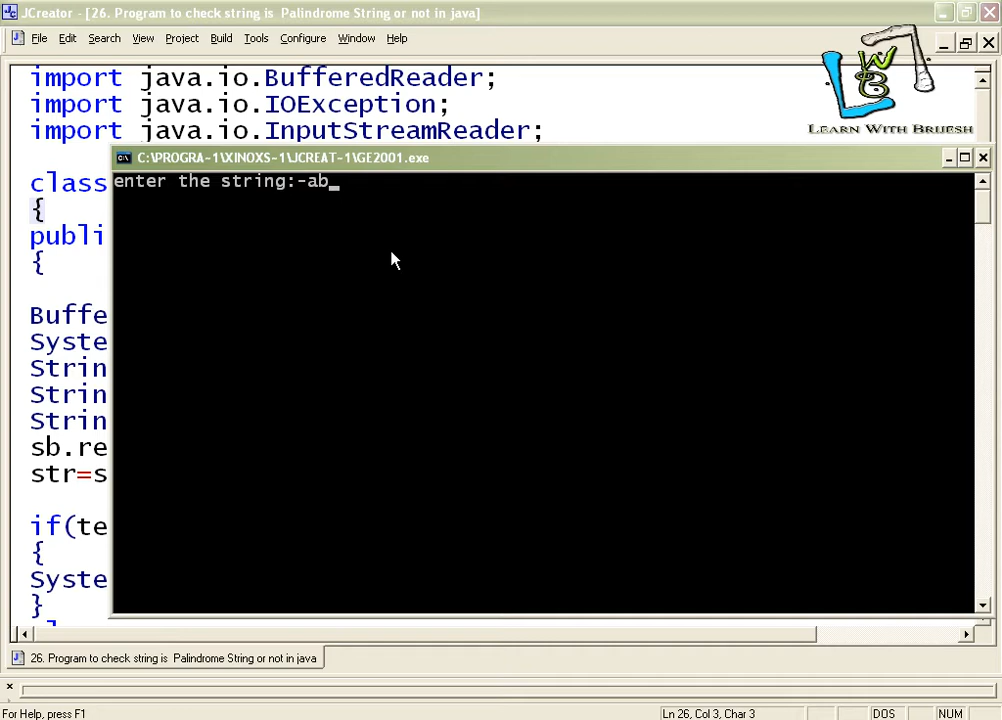 JCreator - [26. Program to check string is Palindrome String or not in java]
File Edit Search View Project Build Tools Configure Window Help
import java.io.BufferedReader;
import java.io.IOException;
import java.io.InputStreamReader;
LEARN WITH BRIJESH
C:\PROGRA~1\XINOXS~1\JCREAT~1\GE2001.exe
enter the string:-ab_
class
{
publi
{
Buffe
Syste
Strin
Strin
Strin
sb.re
str=s
if(te
{
Syste
}
26. Program to check string is Palindrome String or not in java
For Help, press F1
Ln 26, Col 3, Char 3
DOS
NUM